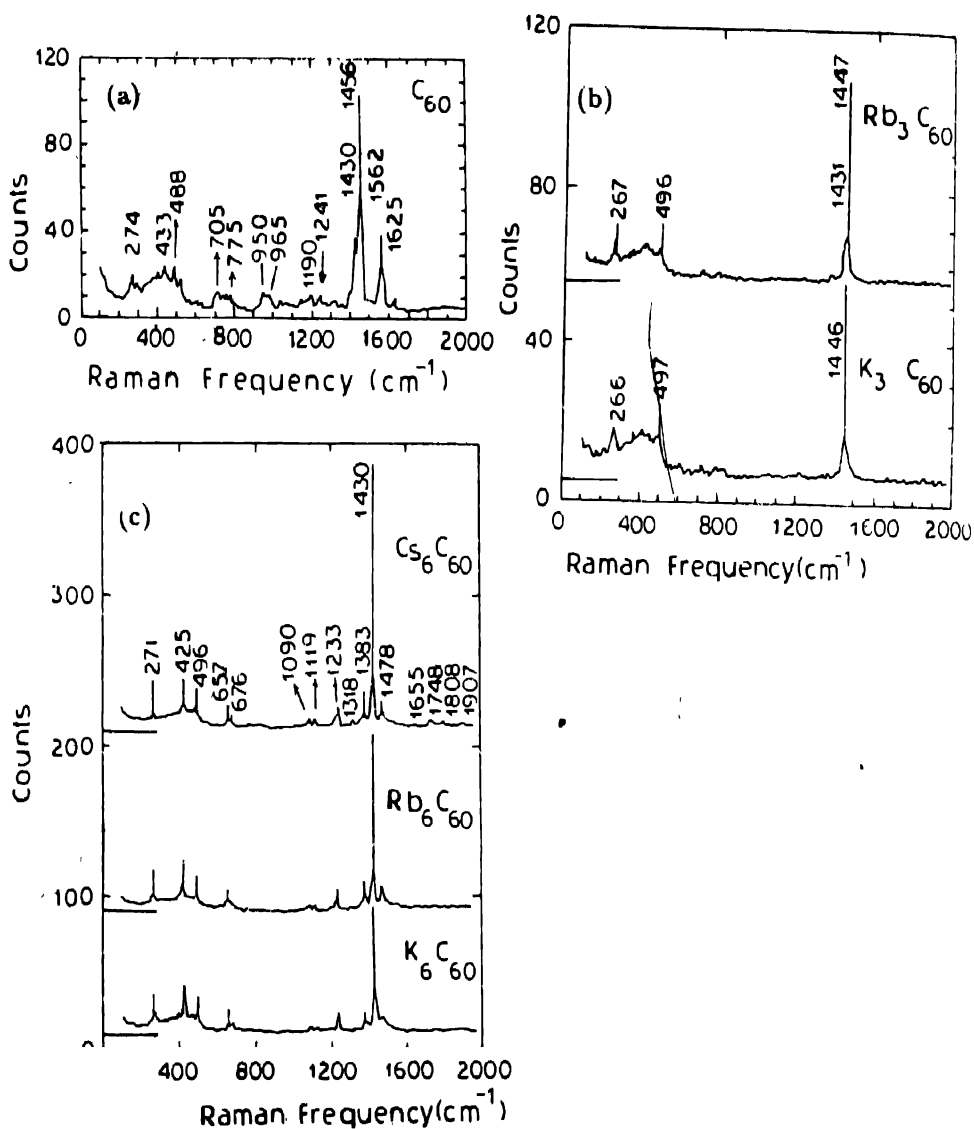 (a)
C60
120
80
40
0
Counts
274
433
488
705
775
950
965
1190
1241
1430
1456
1562
1625
400 800 1200 1600 2000
Raman Frequency (cm-1)
(b)
120
80
40
0
Counts
267
496
1431
1447
Rb3 C60
266
497
1446
K3 C60
0 400 800 1200 1600 2000
Raman Frequency(cm-1)
(c)
400
300
200
100
0
Counts
1430
Cs6C60
271
425
496
657
676
1090
1119
1233
1318
1383
1478
1655
1748
1808
1907
Rb6C60
K6C60
400 800 1200 1600 2000
Raman Frequency(cm-1)